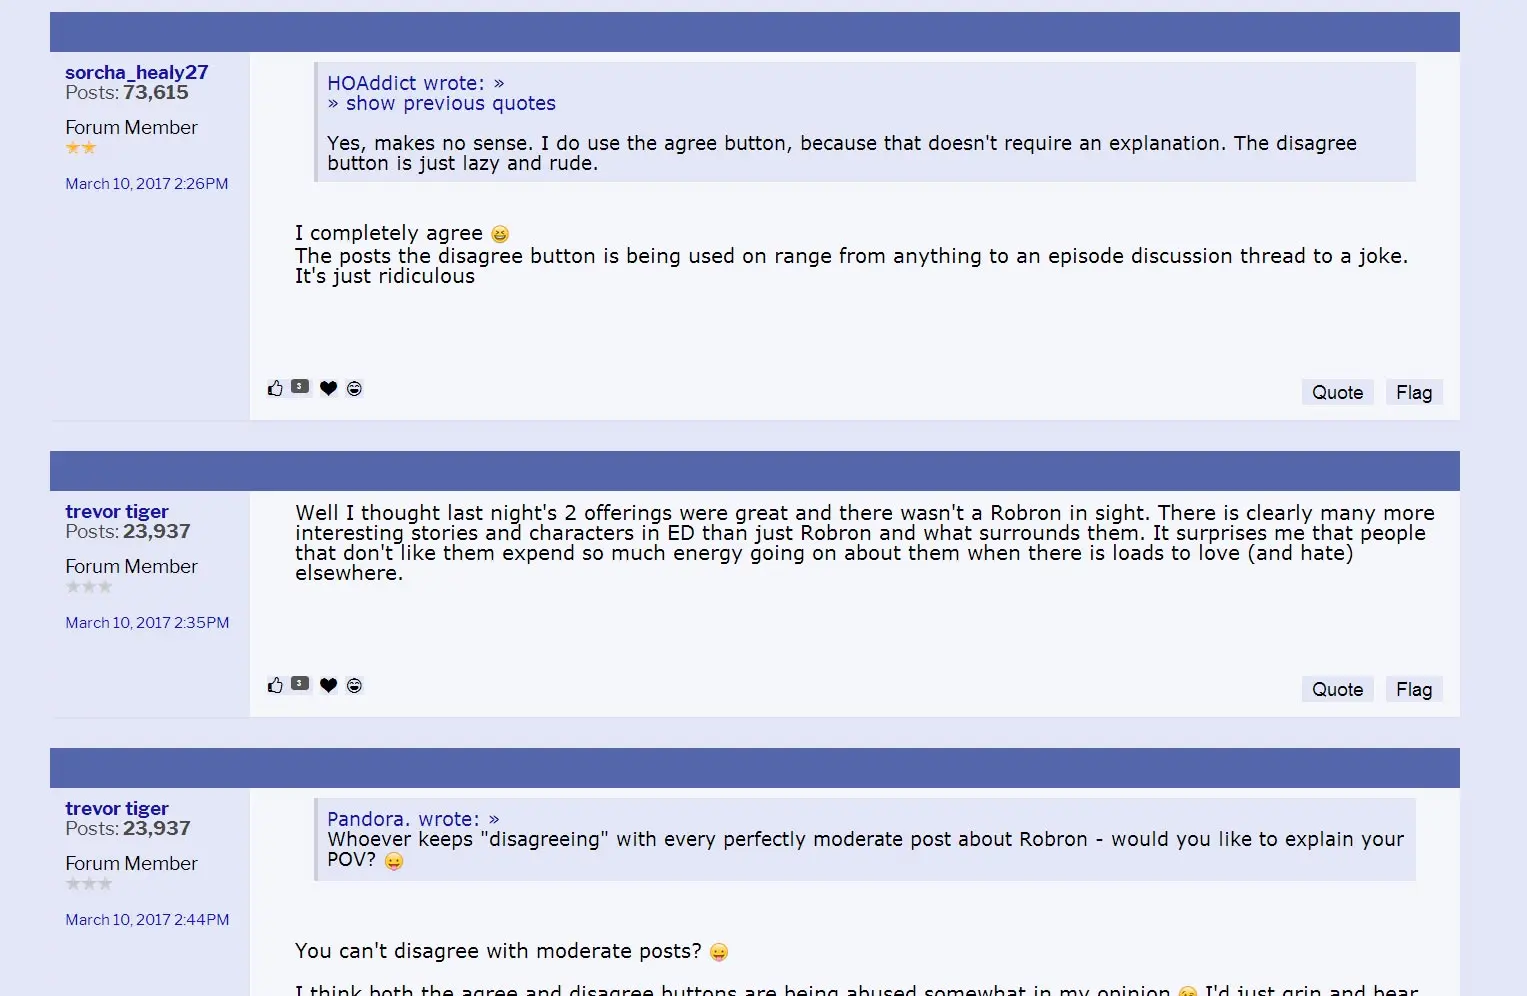 sorcha_healy27
Posts: 73,615
Forum Member
March 10, 2017 2:26PM
HOAddict wrote: »
» show previous quotes
Yes, makes no sense. I do use the agree button, because that doesn't require an explanation. The disagree
button is just lazy and rude.
I completely agree 😆
The posts the disagree button is being used on range from anything to an episode discussion thread to a joke.
It's just ridiculous
3
Quote Flag
trevor tiger
Posts: 23,937
Forum Member
March 10, 2017 2:35PM
Well I thought last night's 2 offerings were great and there wasn't a Robron in sight. There is clearly many more
interesting stories and characters in ED than just Robron and what surrounds them. It surprises me that people
that don't like them expend so much energy going on about them when there is loads to love (and hate)
elsewhere.
3
Quote Flag
trevor tiger
Posts: 23,937
Forum Member
March 10, 2017 2:44PM
Pandora. wrote: »
Whoever keeps "disagreeing" with every perfectly moderate post about Robron - would you like to explain your
POV? 😛
You can't disagree with moderate posts? 😛
I think both the agree and disagree buttons are being abused somewhat in my opinion 😉 I'd just grin and bear